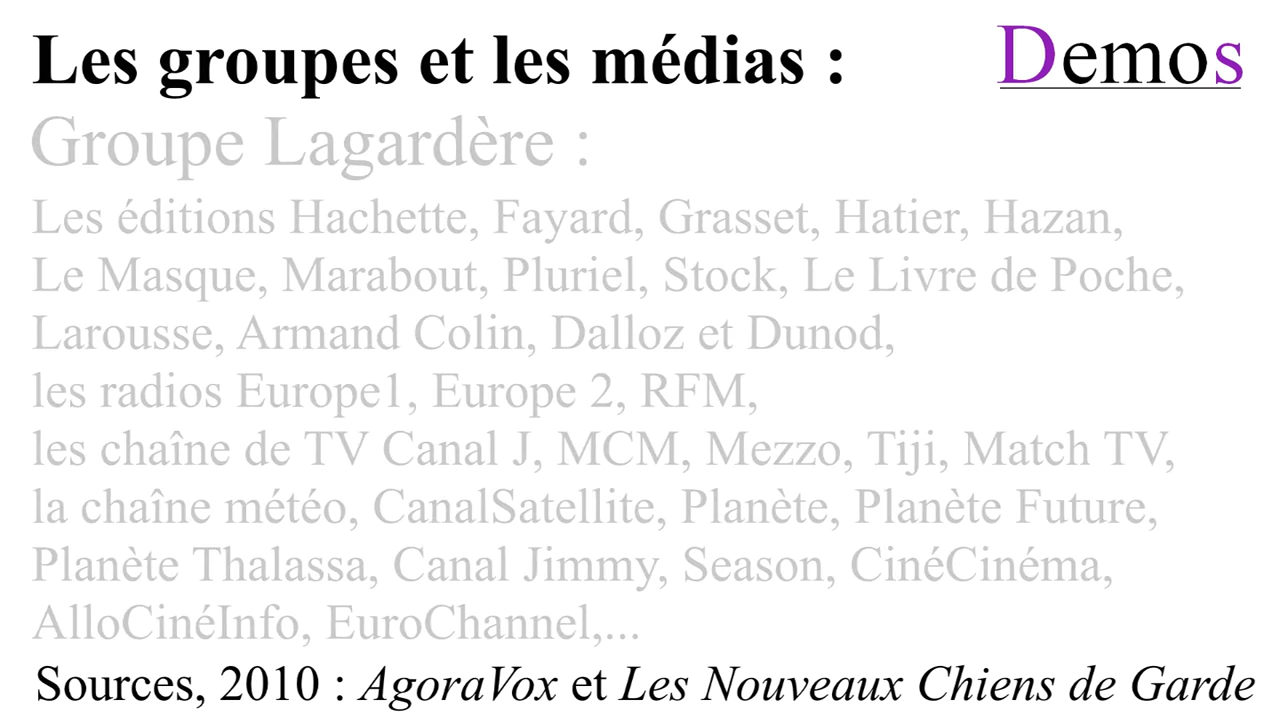 Les groupes et les médias :
Demos
Groupe Lagardère :
Les éditions Hachette, Fayard, Grasset, Hatier, Hazan,
Le Masque, Marabout, Pluriel, Stock, Le Livre de Poche,
Larousse, Armand Colin, Dalloz et Dunod,
les radios Europe1, Europe 2, RFM,
les chaîne de TV Canal J, MCM, Mezzo, Tiji, Match TV,
la chaîne météo, CanalSatellite, Planète, Planète Future,
Planète Thalassa, Canal Jimmy, Season, CinéCinéma,
AlloCinéInfo, EuroChannel,...
Sources, 2010 : AgoraVox et Les Nouveaux Chiens de Garde